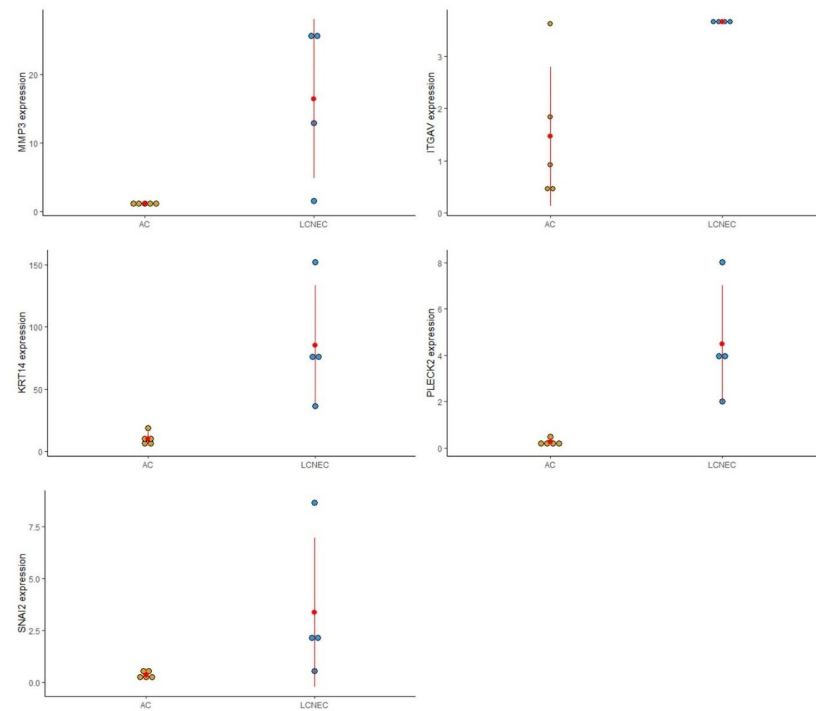 MMP3 expression
20
10
0
AC
LCNEC
ITGAV expression
3
2
1
0
AC
LCNEC
KRT14 expression
150
100
50
0
AC
LCNEC
PLECK2 expression
8
6
4
2
0
AC
LCNEC
SNAI2 expression
7.5
5.0
2.5
0.0
AC
LCNEC